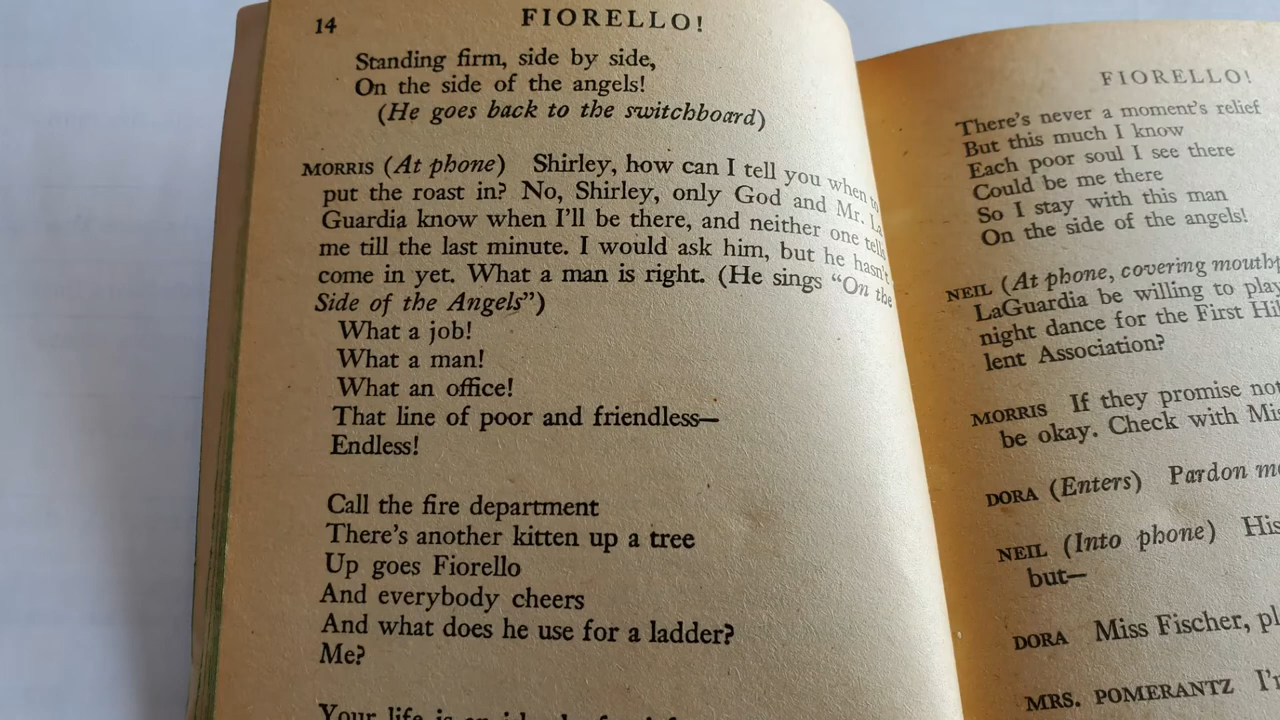 14
FIORELLO!
Standing firm, side by side,
On the side of the angels!
(He goes back to the switchboard)
MORRIS (At phone) Shirley, how can I tell you when to
put the roast in? No, Shirley, only God and Mr. La
Guardia know when I'll be there, and neither one tells
me till the last minute. I would ask him, but he hasn't
come in yet. What a man is right. (He sings "On the
Side of the Angels")
What a job!
What a man!
What an office!
That line of poor and friendless—
Endless!
Call the fire department
There's another kitten up a tree
Up goes Fiorello
And everybody cheers
And what does he use for a ladder?
Me?
Your life is
FIORELLO!
There's never a moment's relief
But this much I know
Each poor soul I see there
Could be me there
So I stay with this man
On the side of the angels!
NEIL (At phone, covering
LaGuardia be willing to play
night dance for the First
lent Association?
MORRIS If they promise not
be okay. Check with
DORA (Enters) Pardon
NEIL (Into phone) His
but—
DORA Miss Fischer,
MRS. POMERANTZ I'm